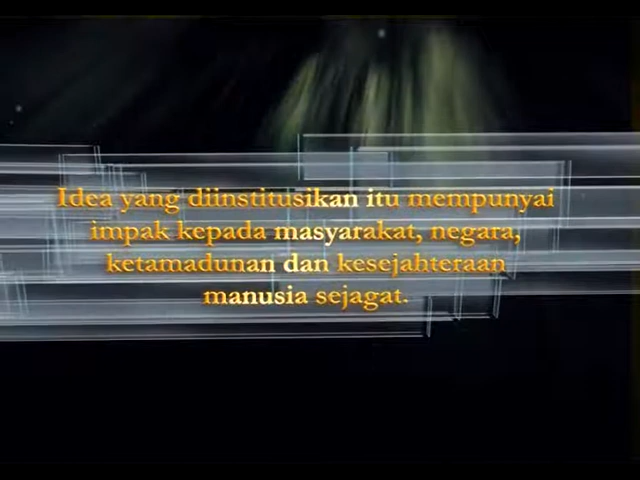 Idea yang diinstitusikan itu mempunyai
impak kepada masyarakat, negara,
ketamadunan dan kesejahteraan
manusia sejagat.